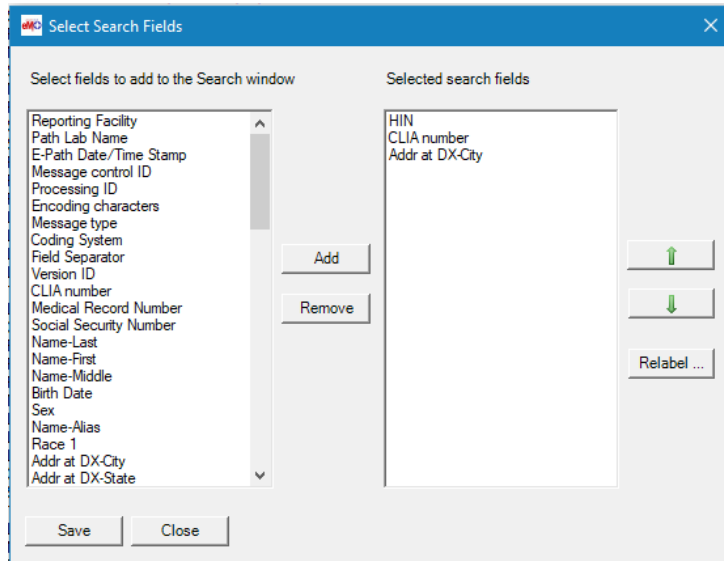 eMC Select Search Fields
Select fields to add to the Search window
Reporting Facility
Path Lab Name
E-Path Date/Time Stamp
Message control ID
Processing ID
Encoding characters
Message type
Coding System
Field Separator
Version ID
CLIA number
Medical Record Number
Social Security Number
Name-Last
Name-First
Name-Middle
Birth Date
Sex
Name-Alias
Race 1
Addr at DX-City
Addr at DX-State
Add
Remove
Selected search fields
HIN
CLIA number
Addr at DX-City
Relabel ...
Save
Close